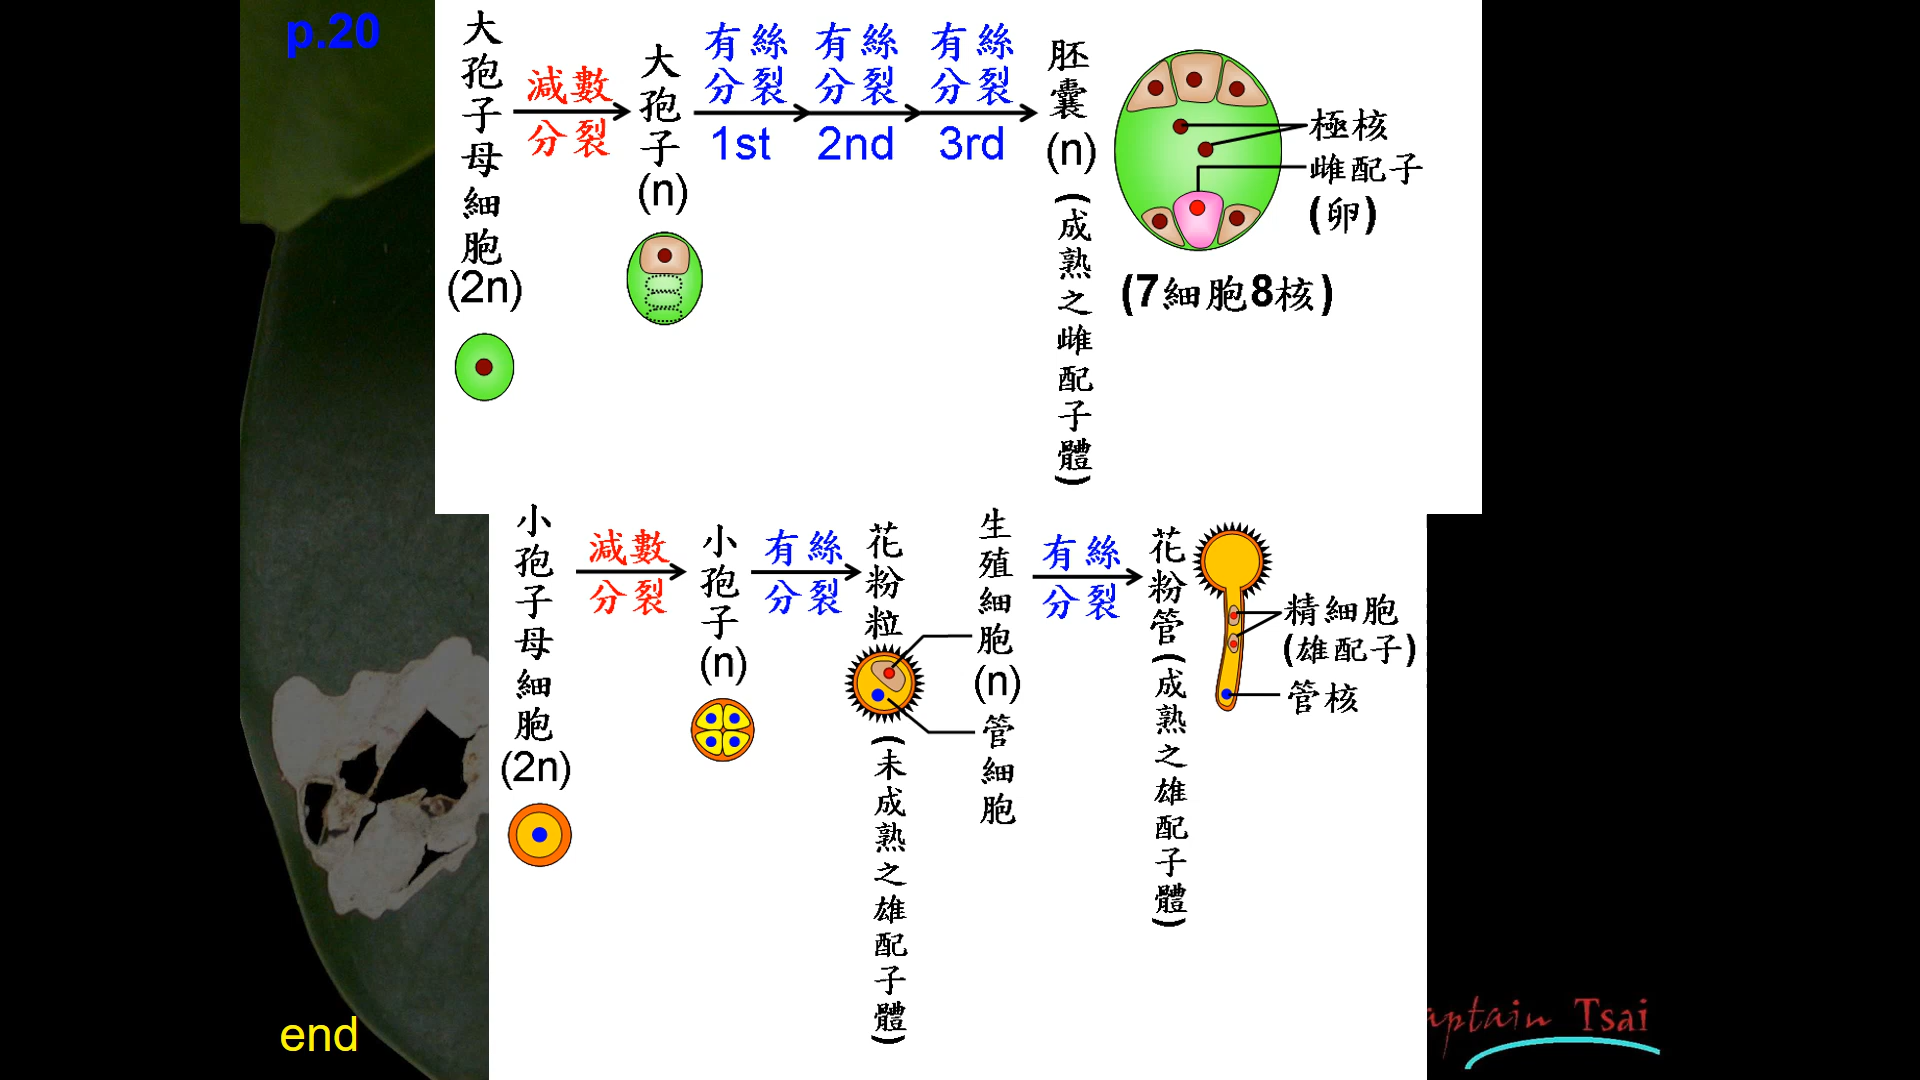 p.20
大孢子母細胞
(2n)
減數
分裂
大孢子
(n)
有絲
分裂
1st
有絲
分裂
2nd
有絲
分裂
3rd
胚囊
(n)
(成熟之雌配子體)
極核
雌配子
(卵)
(7細胞8核)
小孢子母細胞
(2n)
減數
分裂
小孢子
(n)
有絲
分裂
花粉粒
(未成熟之雄配子體)
生殖細胞
(n)
管細胞
有絲
分裂
花粉管(成熟之雄配子體)
精細胞
(雄配子)
管核
end
aptain Tsai